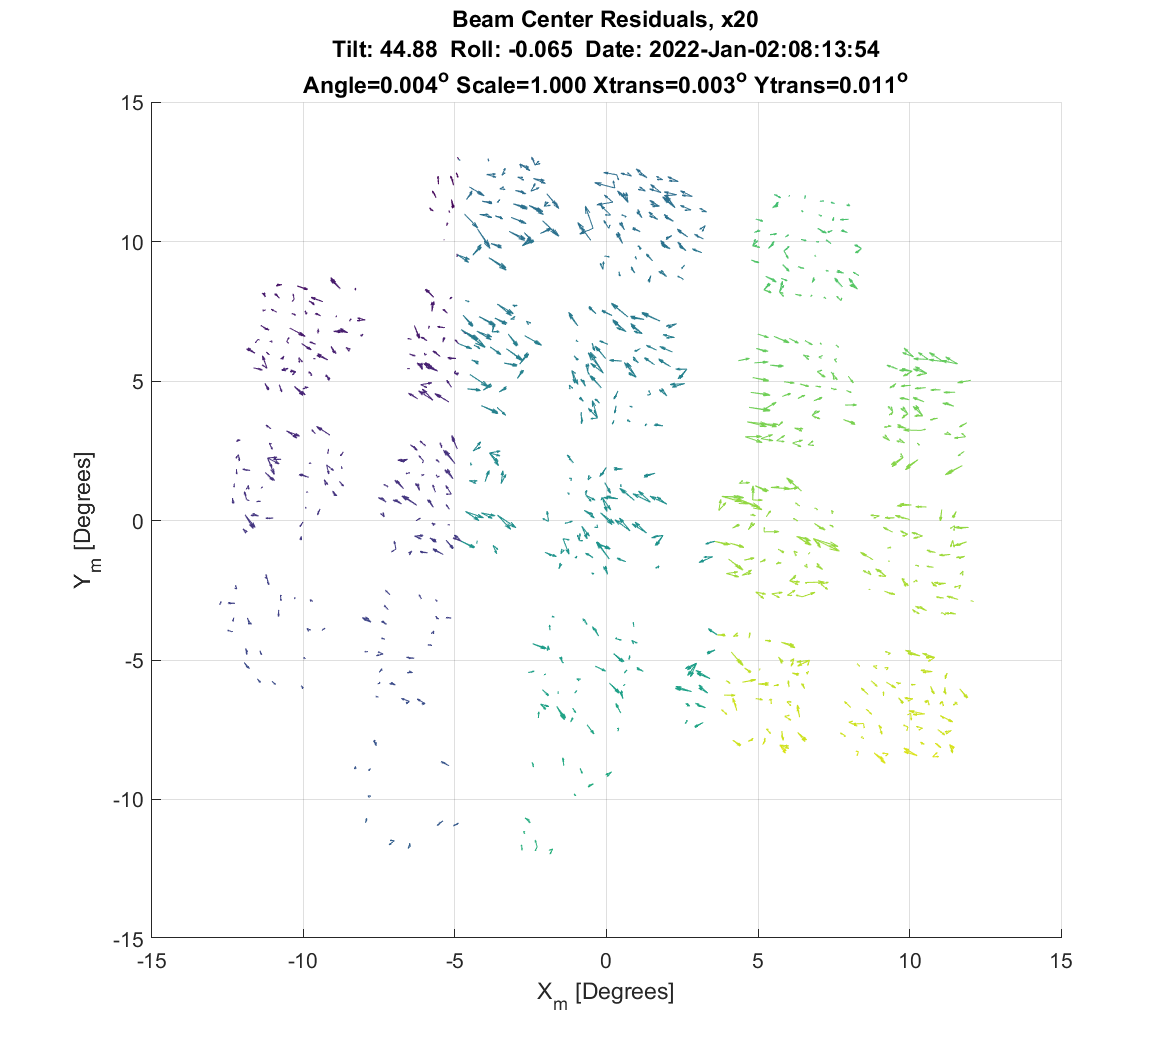 Beam Center Residuals, x20
Tilt: 44.88 Roll: -0.065 Date: 2022-Jan-02:08:13:54
Angle=0.004° Scale=1.000 Xtrans=0.003° Ytrans=0.011°
15
10
5
0
-5
-10
-15
Y_m [Degrees]
-15 -10 -5 0 5 10 15
X_m [Degrees]